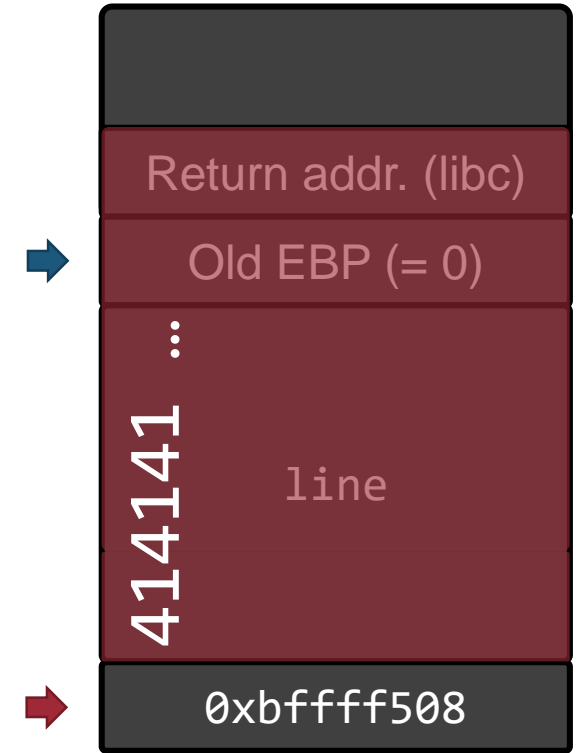 Return addr. (libc)
Old EBP (= 0)
414141 ...
line
0xbffff508